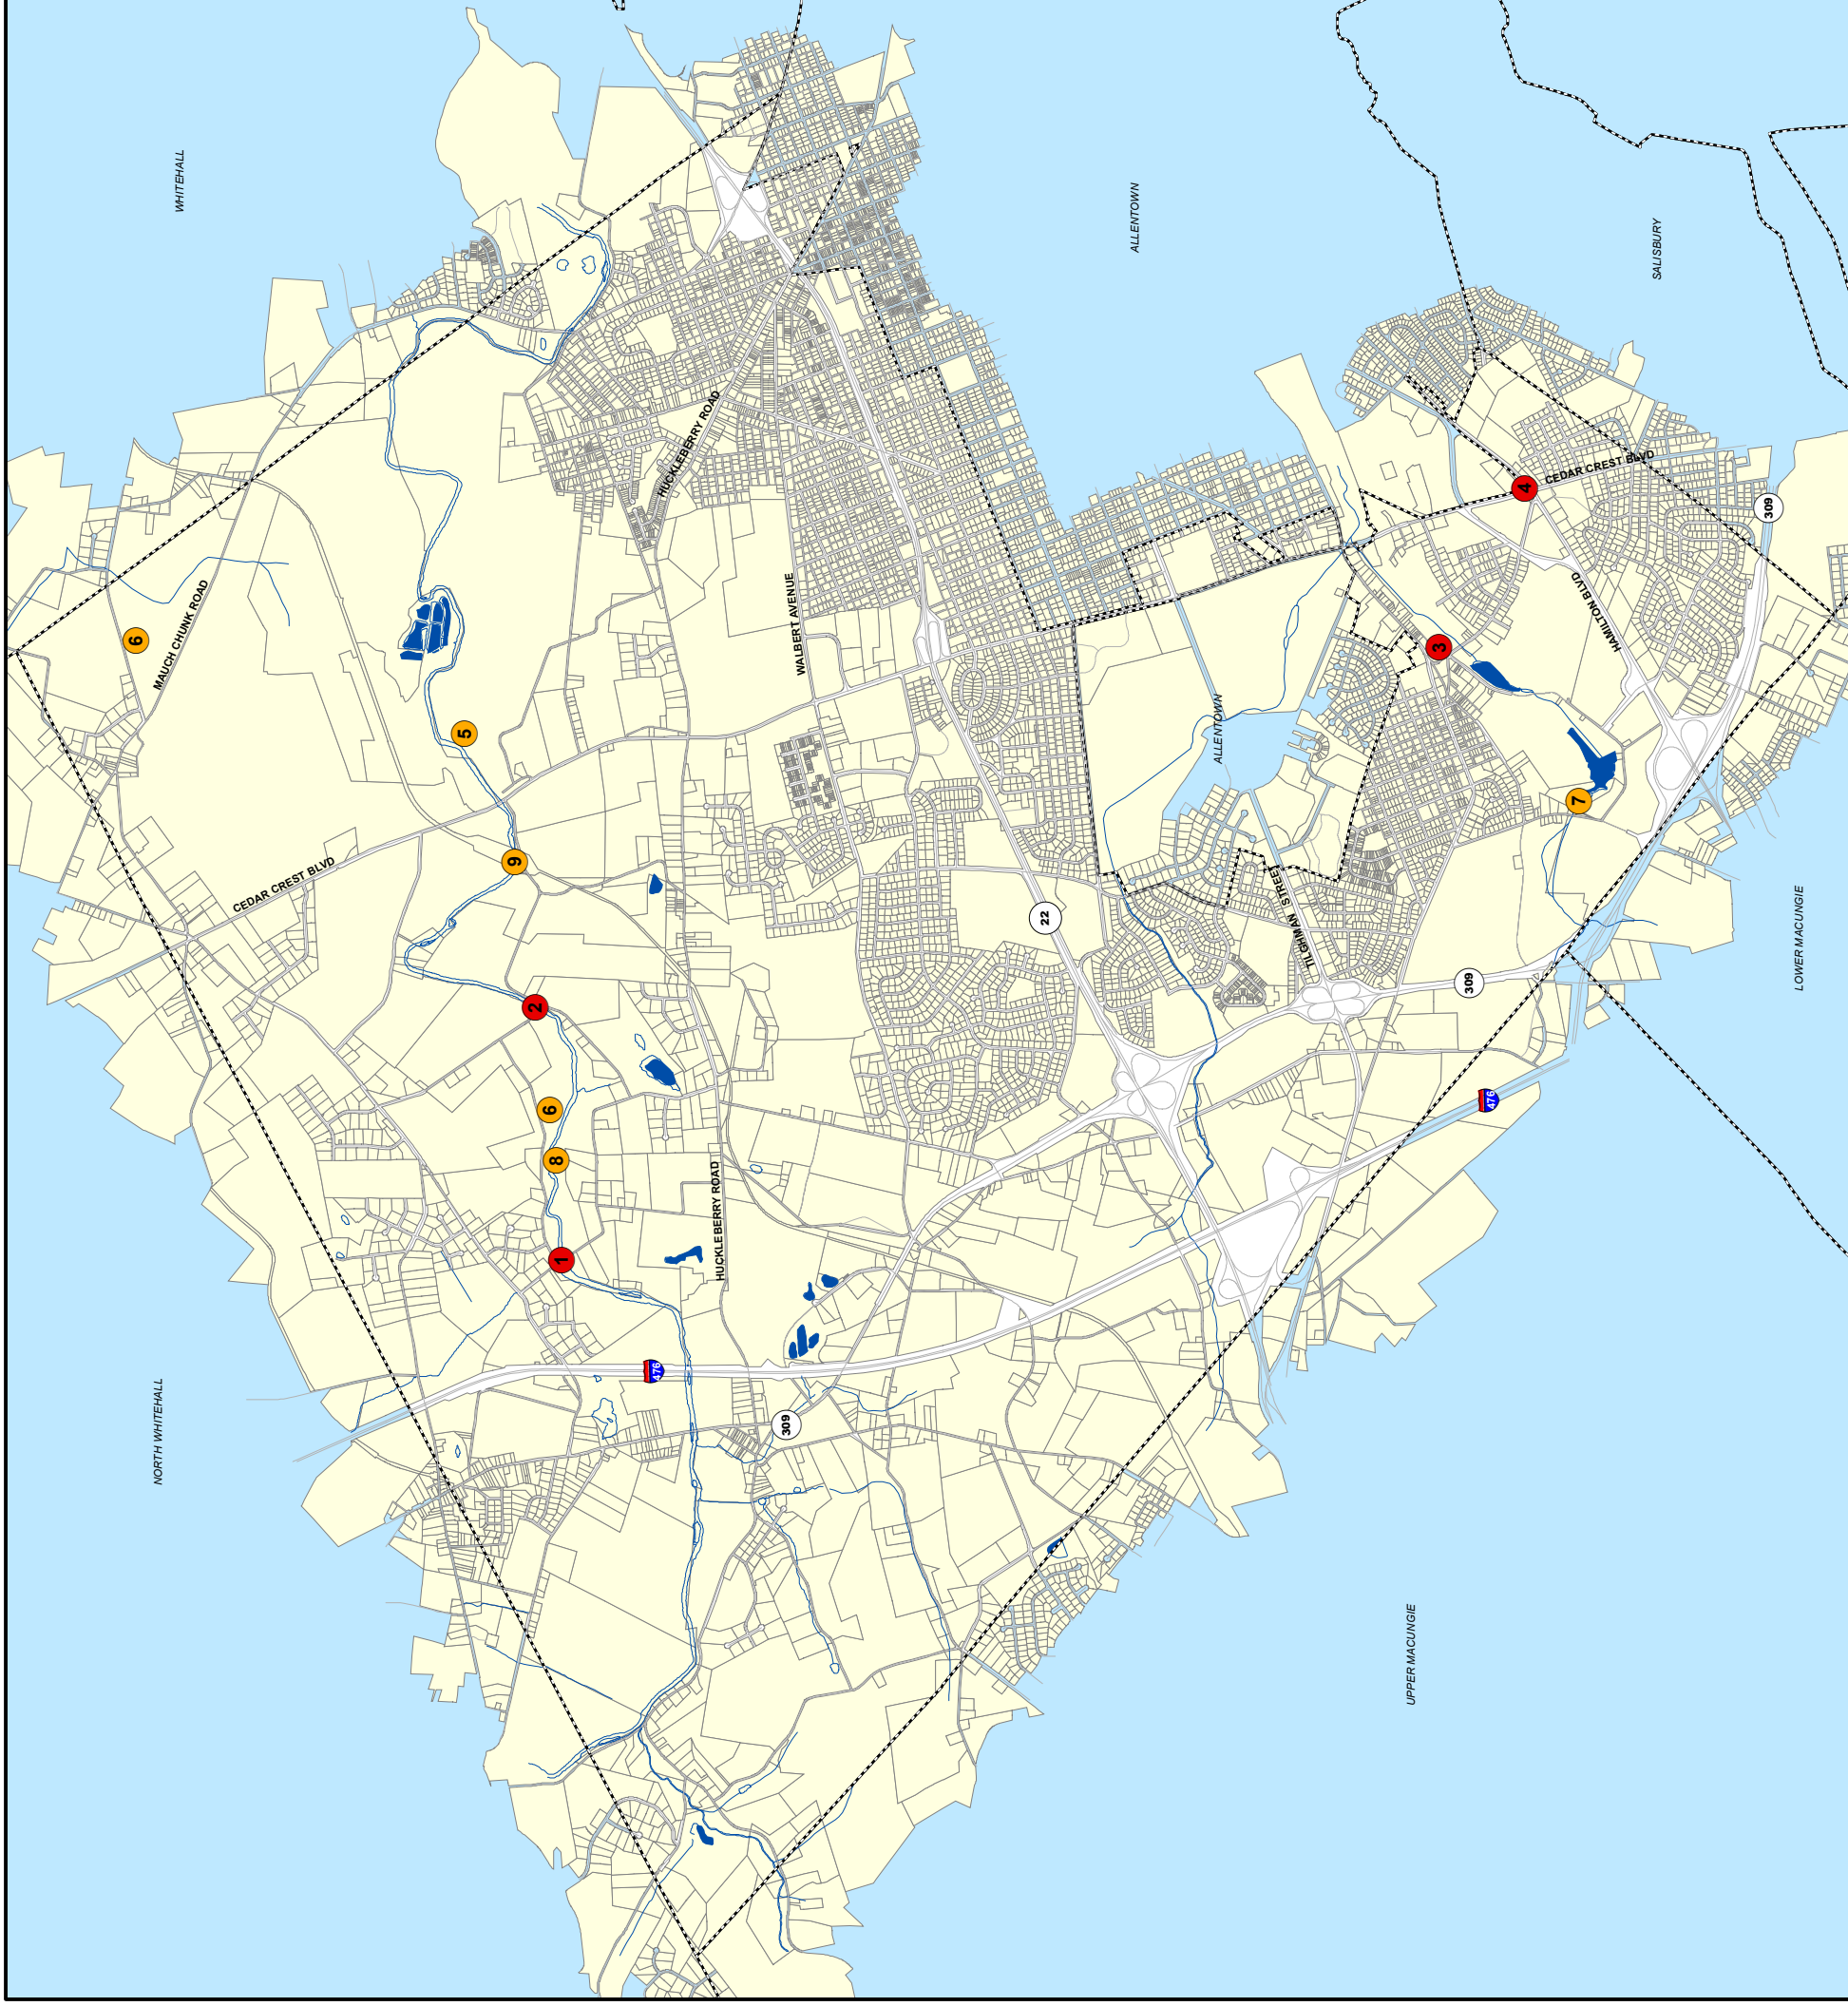 6
NORTH WHITEHALL
WHITEHALL
MAUCH CHUNK ROAD
CEDAR CREST BLVD
5
9
2
6
8
1
476
HUCKLEBERRY ROAD
HUCKLEBERRY ROAD
309
WALBERT AVENUE
22
ALLENTOWN
ALLENTOWN
TILGHMAN STREET
UPPER MACUNGIE
3
309
476
4
7
HAMILTON BLVD
CEDAR CREST BLVD
SALISBURY
309
LOWER MACUNGIE